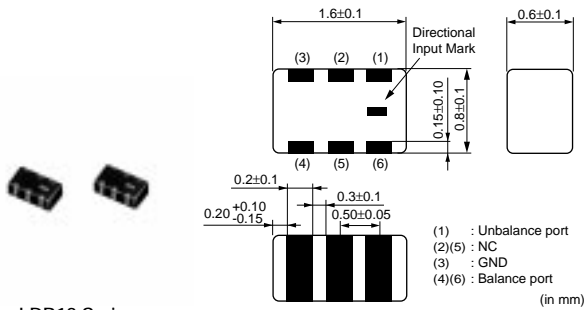 1.6±0.1
0.6±0.1
Directional
Input Mark
(3) (2) (1)
0.15±0.10
0.8±0.1
(4) (5) (6)
0.2±0.1
0.3±0.1
0.20 +0.10 -0.15
0.50±0.05
(1) : Unbalance port
(2)(5) : NC
(3) : GND
(4)(6) : Balance port
(in mm)